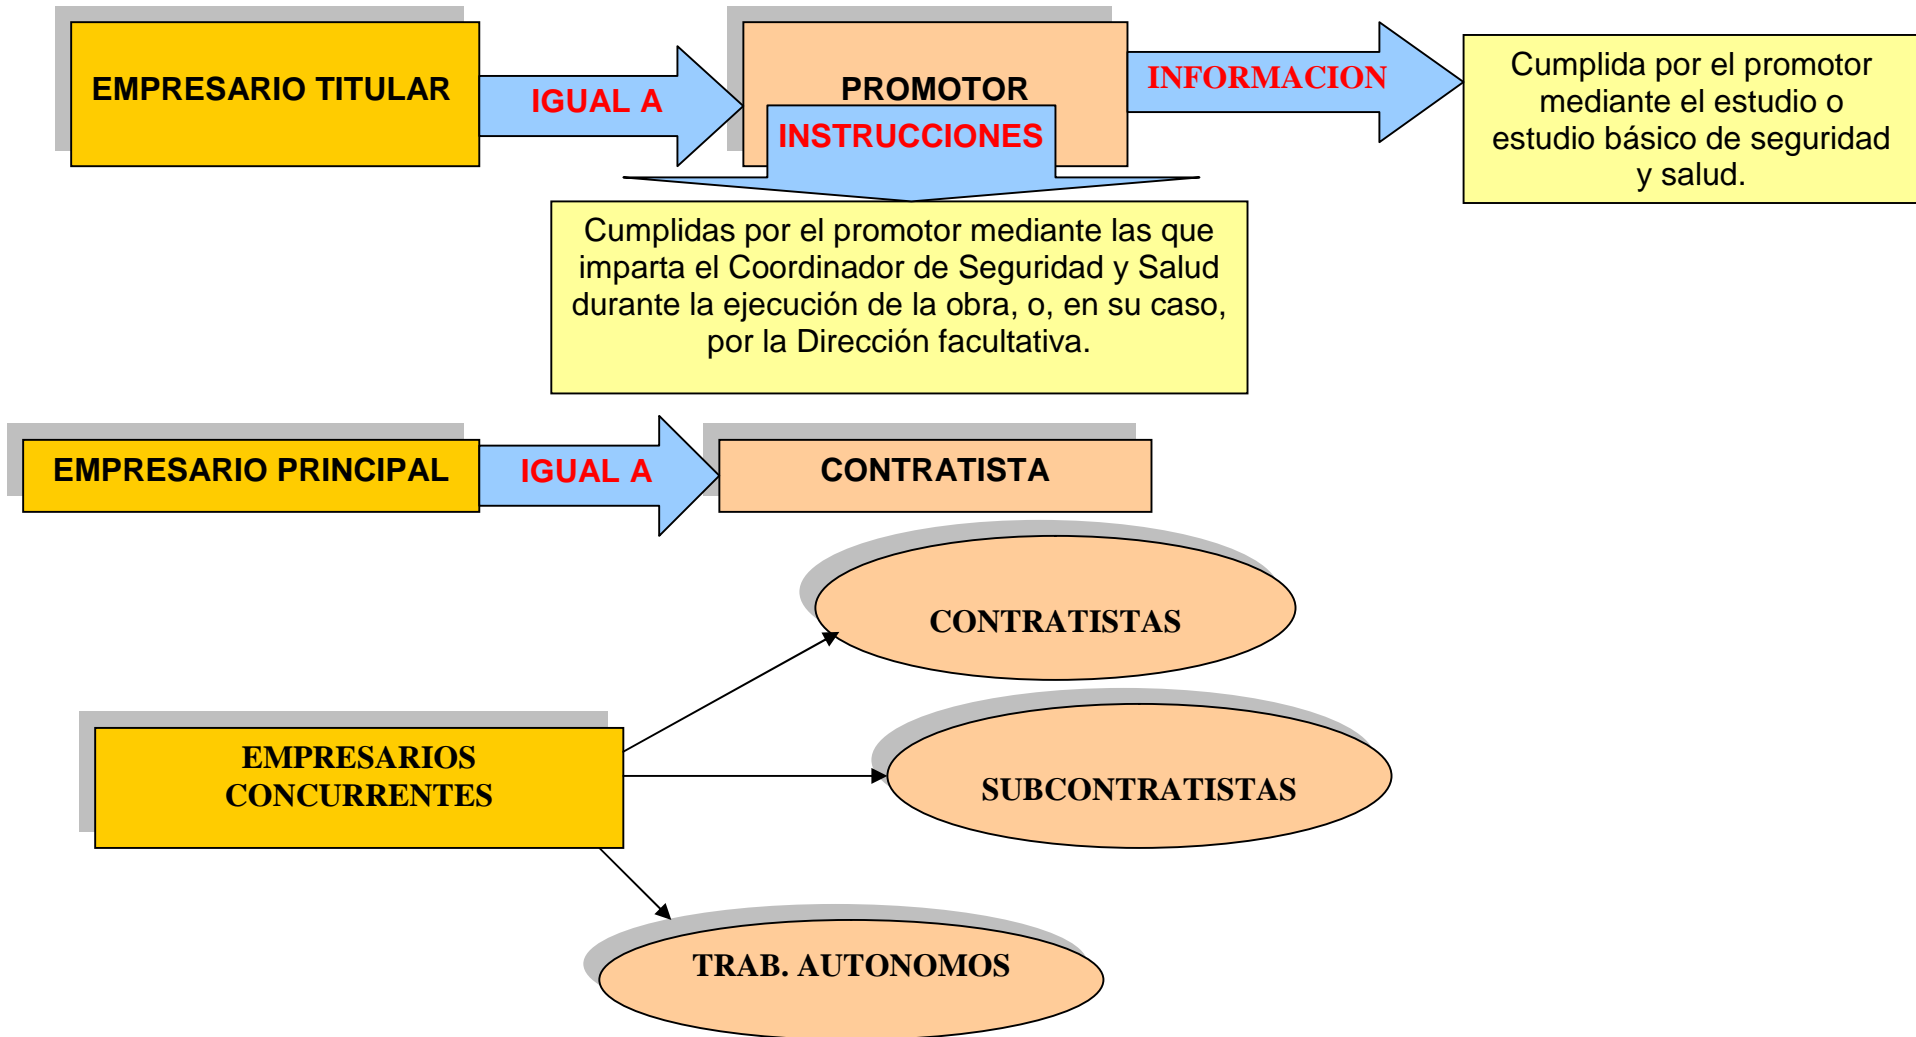 EMPRESARIO TITULAR
IGUAL A
PROMOTOR
INFORMACION
Cumplida por el promotor
mediante el estudio o
estudio básico de seguridad
y salud.
INSTRUCCIONES
Cumplidas por el promotor mediante las que
imparta el Coordinador de Seguridad y Salud
durante la ejecución de la obra, o, en su caso,
por la Dirección facultativa.
EMPRESARIO PRINCIPAL
IGUAL A
CONTRATISTA
CONTRATISTAS
EMPRESARIOS
CONCURRENTES
SUBCONTRATISTAS
TRAB. AUTONOMOS